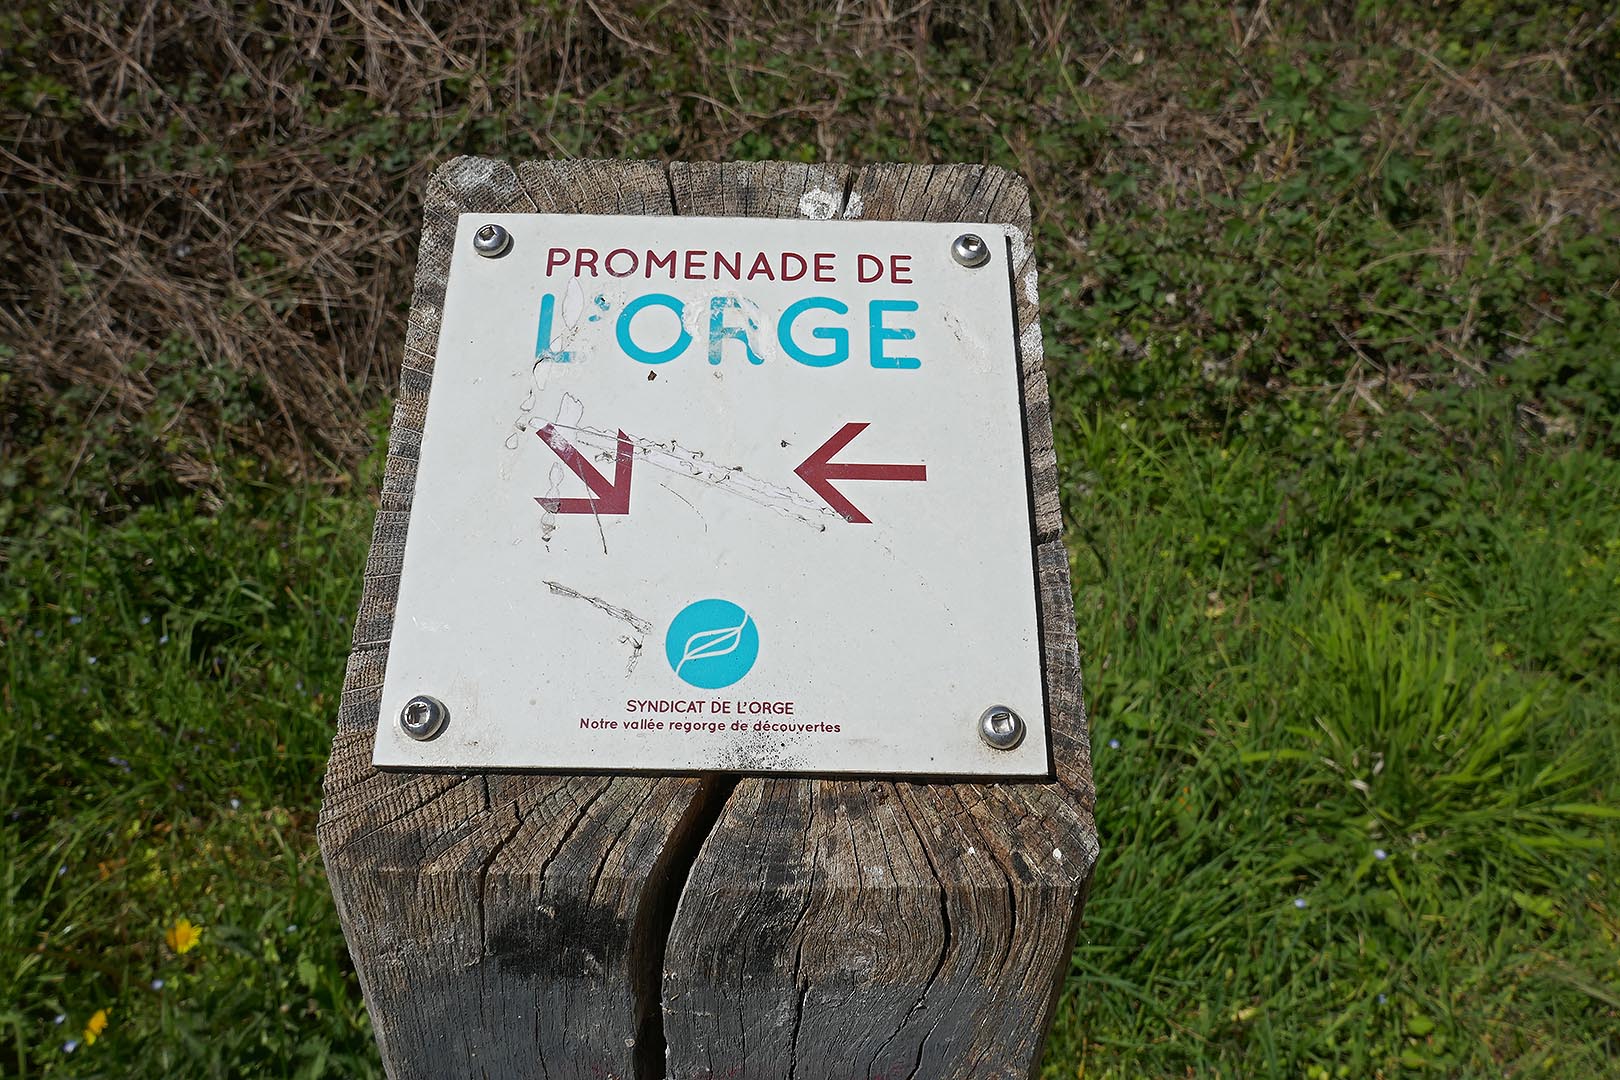 PROMENADE DE
L'ORGE
SYNDICAT DE L'ORGE
Notre vallée regorge de découvertes